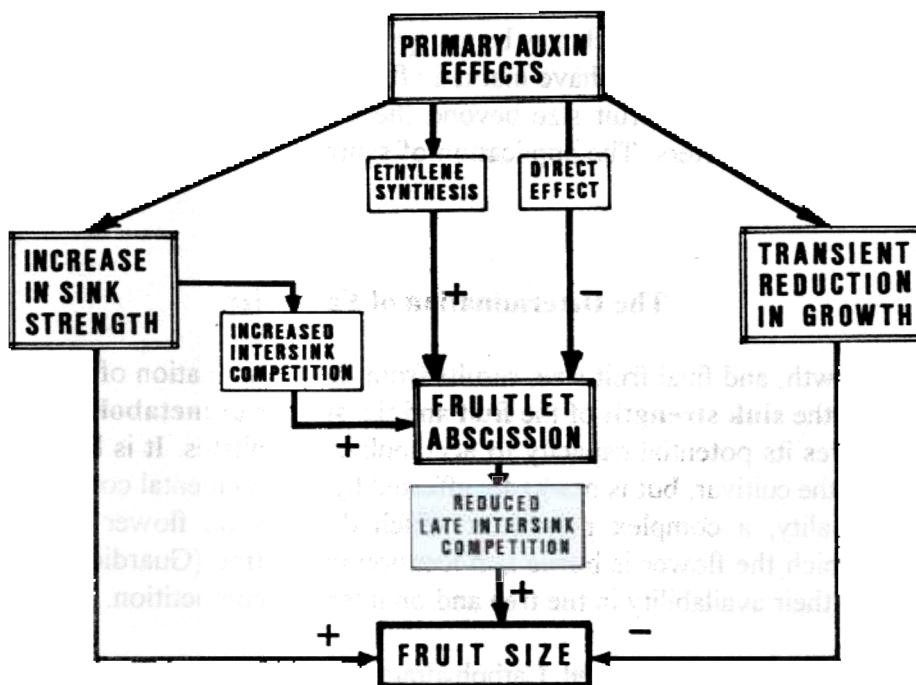 PRIMARY AUXIN
EFFECTS
ETHYLENE
SYNTHESIS
DIRECT
EFFECT
INCREASE
IN SINK
STRENGTH
TRANSIENT
REDUCTION
IN GROWTH
+
−
INCREASED
INTERSINK
COMPETITION
+
FRUITLET
ABSCISSION
REDUCED
LATE INTERSINK
COMPETITION
+
+
−
FRUIT SIZE